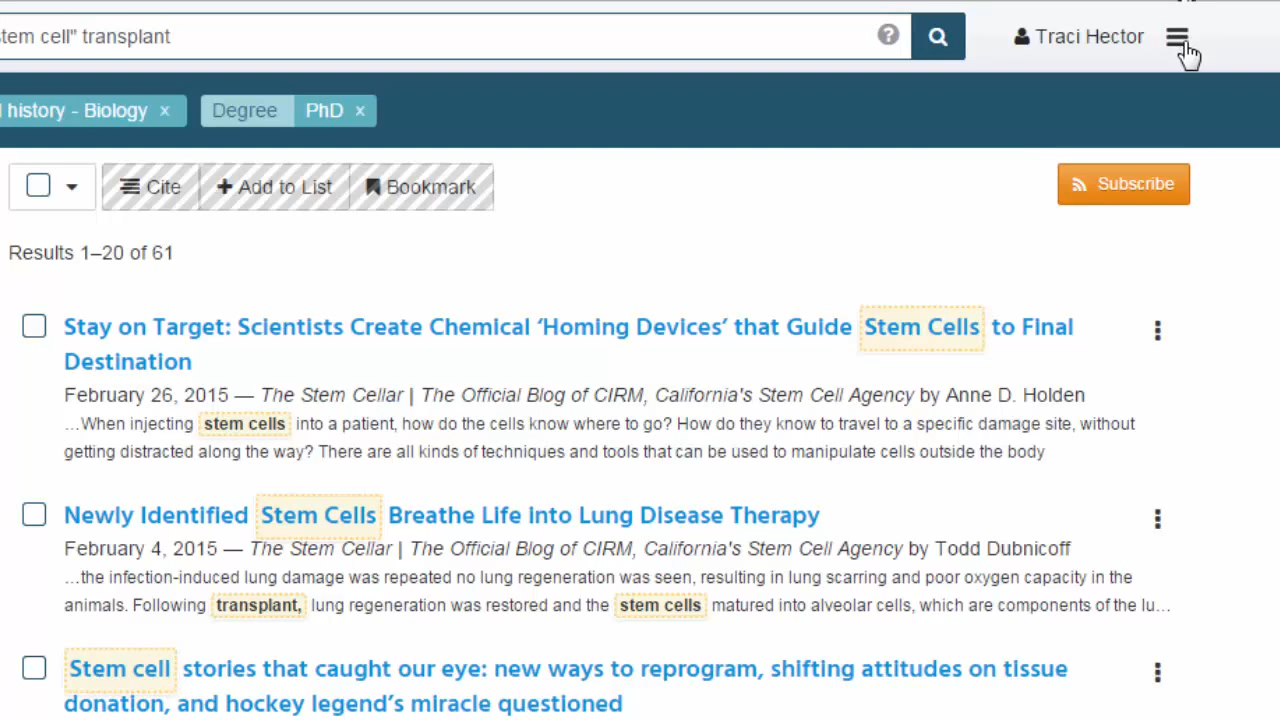 tem cell" transplant
?
Traci Hector
history - Biology ×
Degree PhD ×
Cite
Add to List
Bookmark
Subscribe
Results 1–20 of 61
Stay on Target: Scientists Create Chemical ‘Homing Devices’ that Guide Stem Cells to FInal
Destination
February 26, 2015 — The Stem Cellar | The Official Blog of CIRM, California's Stem Cell Agency by Anne D. Holden
…When injecting stem cells into a patient, how do the cells know where to go? How do they know to travel to a specific damage site, without
getting distracted along the way? There are all kinds of techniques and tools that can be used to manipulate cells outside the body
Newly Identified Stem Cells Breathe Life into Lung Disease Therapy
February 4, 2015 — The Stem Cellar | The Official Blog of CIRM, California's Stem Cell Agency by Todd Dubnicoff
…the infection-induced lung damage was repeated no lung regeneration was seen, resulting in lung scarring and poor oxygen capacity in the
animals. Following transplant, lung regeneration was restored and the stem cells matured into alveolar cells, which are components of the lu…
Stem cell stories that caught our eye: new ways to reprogram, shifting attitudes on tissue
donation, and hockey legend’s miracle questioned